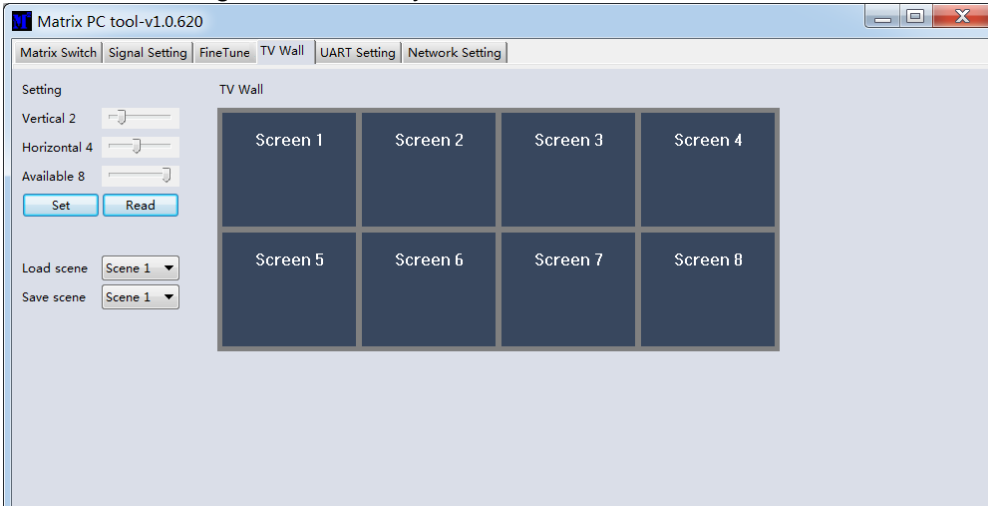 Matrix PC tool-v1.0.620
Matrix Switch Signal Setting FineTune TV Wall UART Setting Network Setting
Setting TV Wall
Vertical 2
Horizontal 4
Available 8
Set Read
Load scene Scene 1
Save scene Scene 1
Screen 1 Screen 2 Screen 3 Screen 4
Screen 5 Screen 6 Screen 7 Screen 8